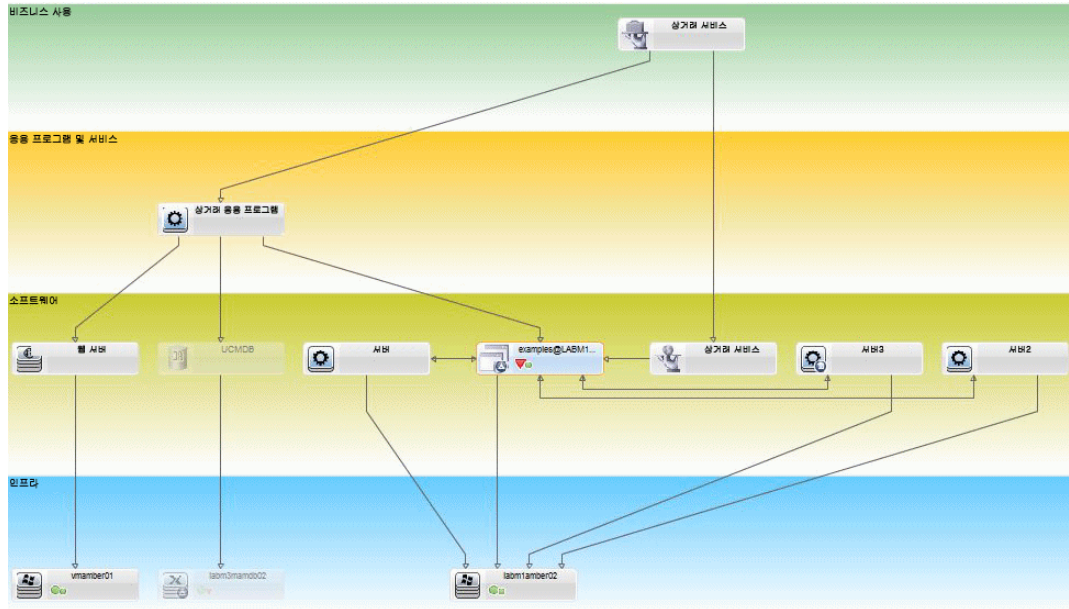 비즈니스 사용
상거래 서비스
응용 프로그램 및 서비스
상거래 응용 프로그램
소프트웨어
웹 서버
UCMDB
서버
examples@LABM1...
상거래 서비스
서버3
서버2
인프라
vmamber01
labm3mamdb02
labm1amber02